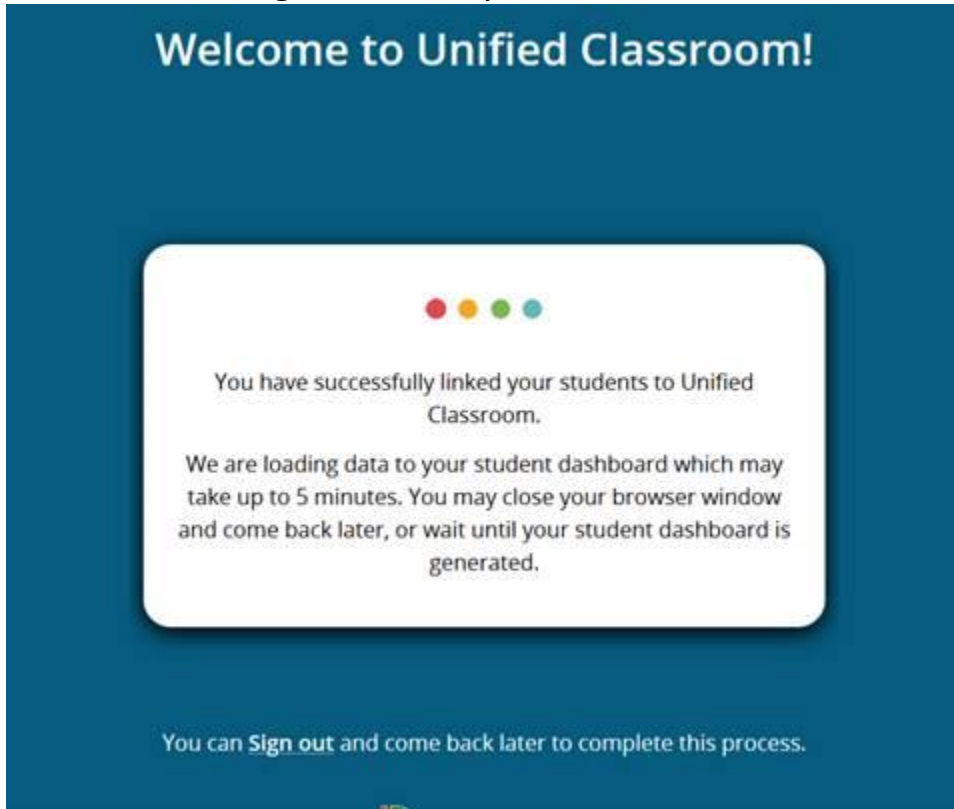 Welcome to Unified Classroom!
You have successfully linked your students to Unified
Classroom.
We are loading data to your student dashboard which may
take up to 5 minutes. You may close your browser window
and come back later, or wait until your student dashboard is
generated.
You can Sign out and come back later to complete this process.